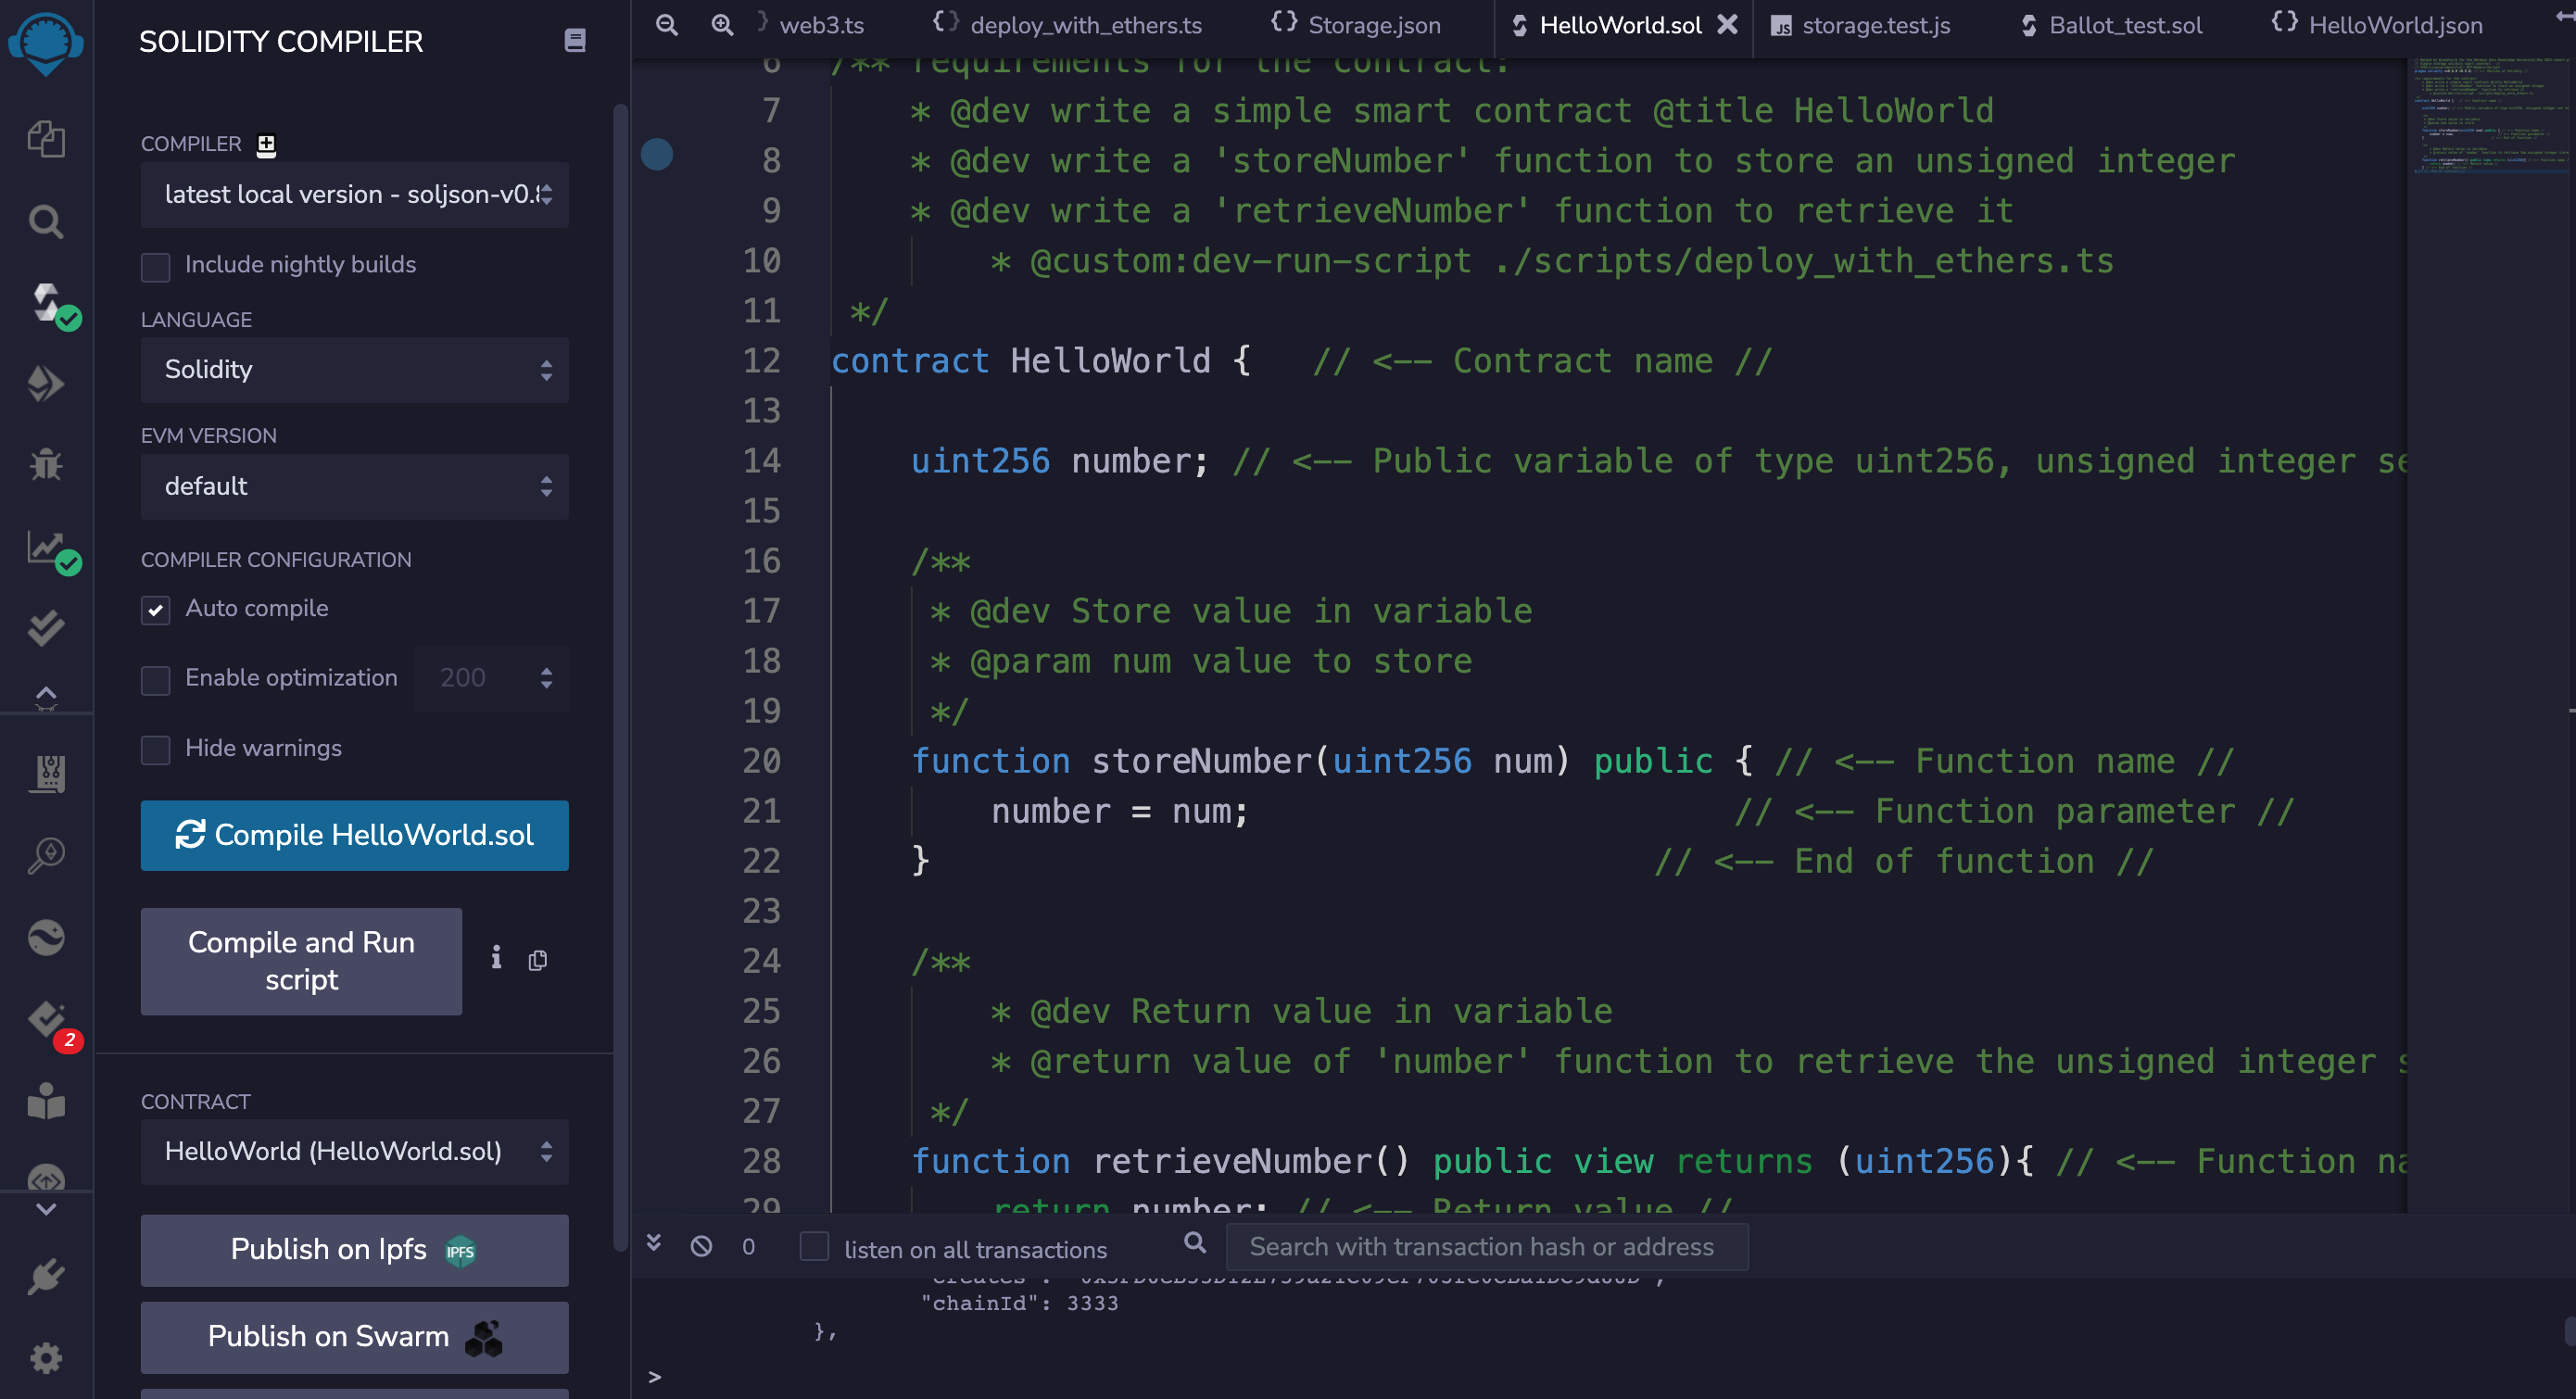 SOLIDITY COMPILER
COMPILER
latest local version - soljson-v0.
Include nightly builds
LANGUAGE
Solidity
EVM VERSION
default
COMPILER CONFIGURATION
Auto compile
Enable optimization 200
Hide warnings
Compile HelloWorld.sol
Compile and Run
script
2
CONTRACT
HelloWorld (HelloWorld.sol)
Publish on Ipfs IPFS
Publish on Swarm
web3.ts {} deploy_with_ethers.ts {} Storage.json HelloWorld.sol JS storage.test.js Ballot_test.sol {} HelloWorld.json
6 /** requirements for the contract:
7 * @dev write a simple smart contract @title HelloWorld
8 * @dev write a 'storeNumber' function to store an unsigned integer
9 * @dev write a 'retrieveNumber' function to retrieve it
10 * @custom:dev-run-script ./scripts/deploy_with_ethers.ts
11 */
12 contract HelloWorld { // <-- Contract name //
13
14 uint256 number; // <-- Public variable of type uint256, unsigned integer se
15
16 /**
17 * @dev Store value in variable
18 * @param num value to store
19 */
20 function storeNumber(uint256 num) public { // <-- Function name //
21 number = num; // <-- Function parameter //
22 } // <-- End of function //
23
24 /**
25 * @dev Return value in variable
26 * @return value of 'number' function to retrieve the unsigned integer s
27 */
28 function retrieveNumber() public view returns (uint256){ // <-- Function na
29 return number; // <-- Return value //
0 listen on all transactions Search with transaction hash or address
"chainId": 3333
},
>